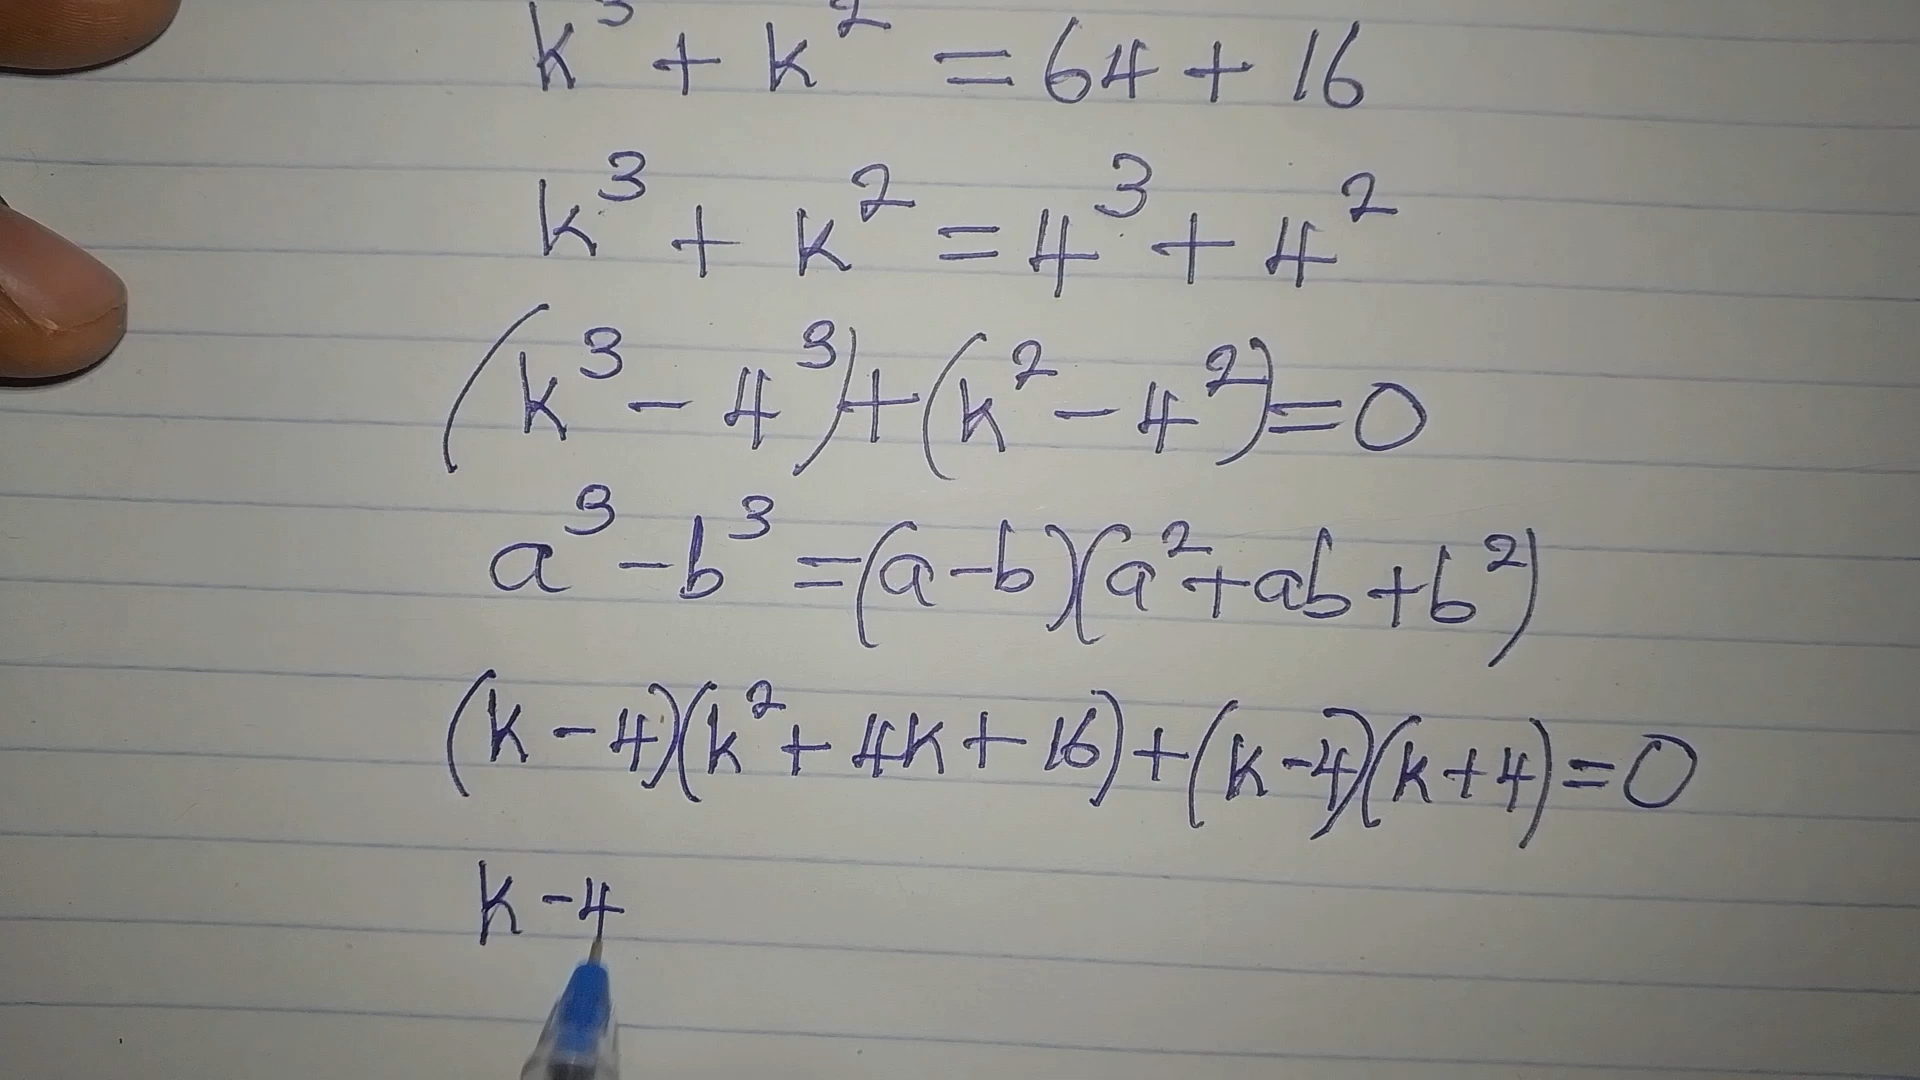 k³ + k² = 64 + 16
k³ + k² = 4³ + 4²
(k³ - 4³) + (k² - 4²) = 0
a³ - b³ = (a - b)(a² + ab + b²)
(k - 4)(k² + 4k + 16) + (k - 4)(k + 4) = 0
k - 4